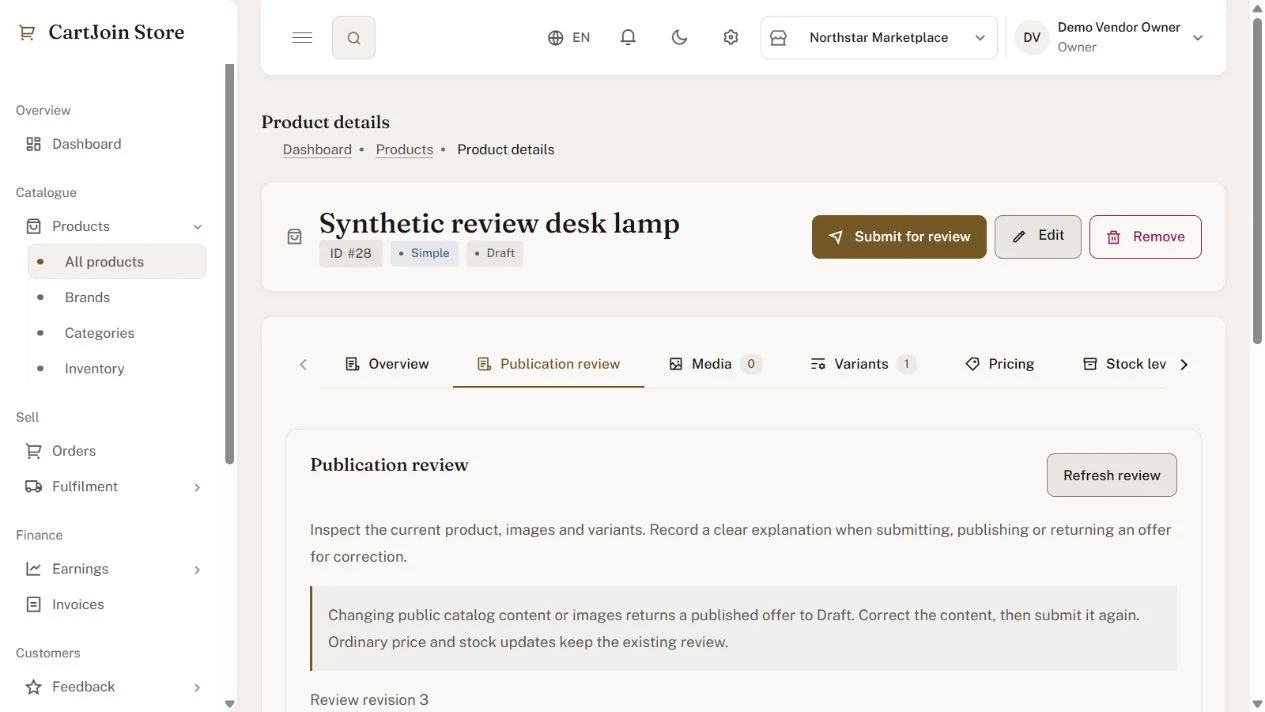 CartJoin Store
EN
Northstar Marketplace
DV
Demo Vendor Owner
Owner
Overview
Dashboard
Catalogue
Products
All products
Brands
Categories
Inventory
Sell
Orders
Fulfilment
Finance
Earnings
Invoices
Customers
Feedback
Product details
Dashboard • Products • Product details
Synthetic review desk lamp
ID #28
Simple
Draft
Submit for review
Edit
Remove
Overview
Publication review
Media 0
Variants 1
Pricing
Stock lev
Publication review
Refresh review
Inspect the current product, images and variants. Record a clear explanation when submitting, publishing or returning an offer
for correction.
Changing public catalog content or images returns a published offer to Draft. Correct the content, then submit it again.
Ordinary price and stock updates keep the existing review.
Review revision 3